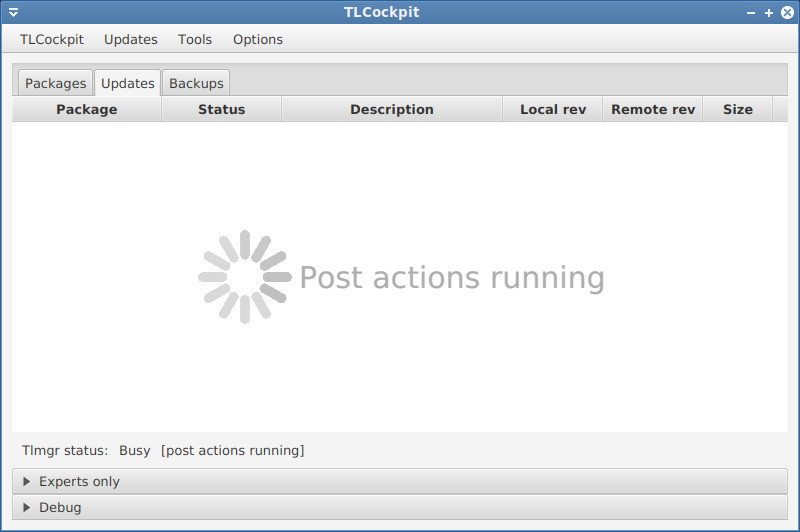 TLCockpit
TLCockpit Updates Tools Options
Packages Updates Backups
Package Status Description Local rev Remote rev Size
Post actions running
Tlmgr status: Busy [post actions running]
Experts only
Debug